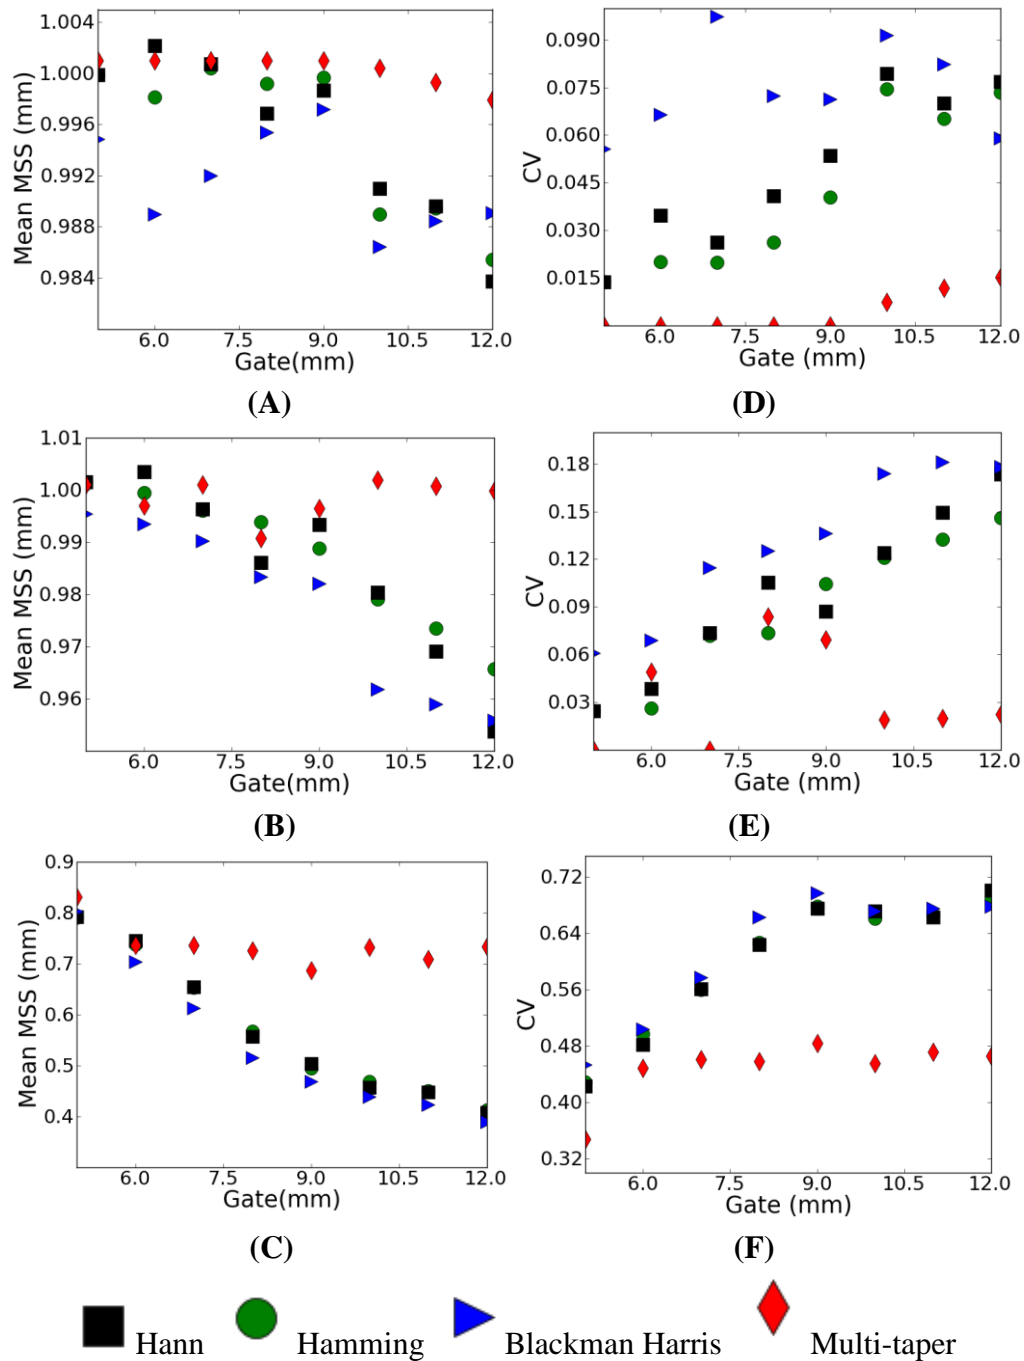 1.004
1.000
0.996
0.992
0.988
0.984
Mean MSS (mm)
6.0 7.5 9.0 10.5 12.0
Gate(mm)
(A)
0.090
0.075
0.060
0.045
0.030
0.015
CV
6.0 7.5 9.0 10.5 12.0
Gate (mm)
(D)
1.01
1.00
0.99
0.98
0.97
0.96
Mean MSS (mm)
6.0 7.5 9.0 10.5 12.0
Gate(mm)
(B)
0.18
0.15
0.12
0.09
0.06
0.03
CV
6.0 7.5 9.0 10.5 12.0
Gate (mm)
(E)
0.9
0.8
0.7
0.6
0.5
0.4
Mean MSS (mm)
6.0 7.5 9.0 10.5 12.0
Gate(mm)
(C)
0.72
0.64
0.56
0.48
0.40
0.32
CV
6.0 7.5 9.0 10.5 12.0
Gate (mm)
(F)
Hann Hamming Blackman Harris Multi-taper